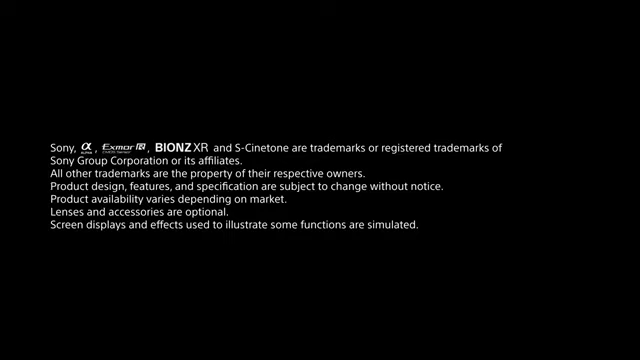 Sony, α, Exmor R, BIONZ XR and S-Cinetone are trademarks or registered trademarks of
Sony Group Corporation or its affiliates.
All other trademarks are the property of their respective owners.
Product design, features, and specification are subject to change without notice.
Product availability varies depending on market.
Lenses and accessories are optional.
Screen displays and effects used to illustrate some functions are simulated.